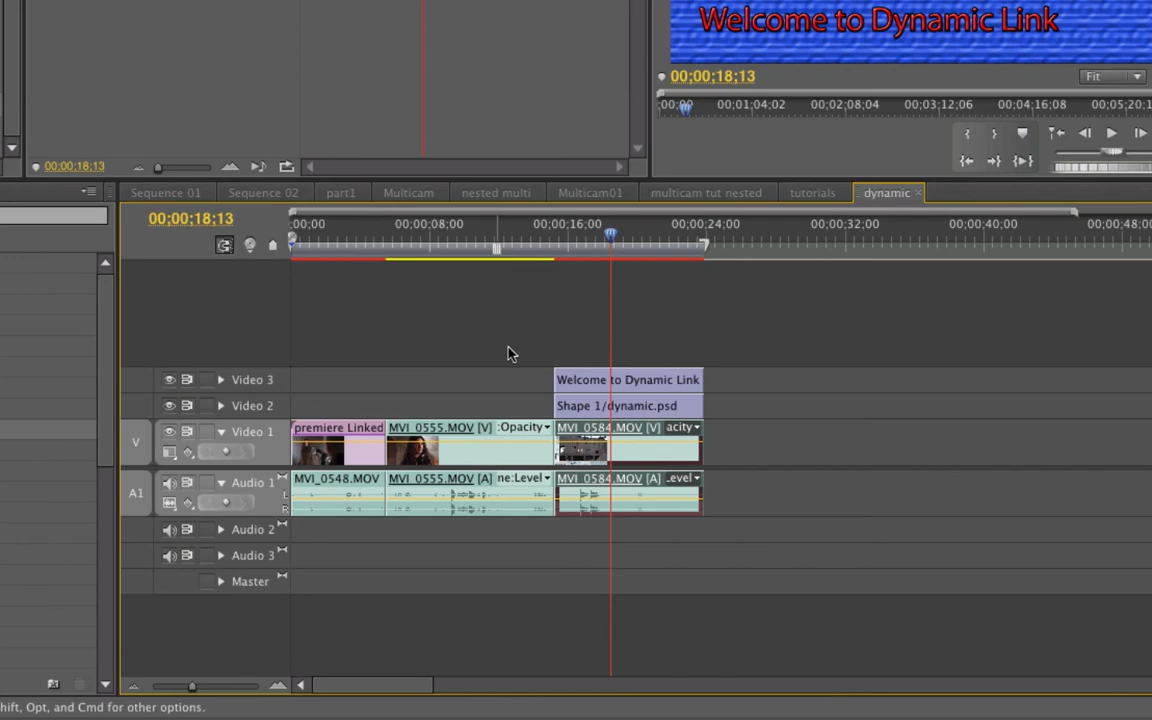 Welcome to Dynamic Link
00;00;18;13
Fit
;00;00
00;01;04;02
00;02;08;04
00;03;12;06
00;04;16;08
00;05;20;1
00;00;18;13
Sequence 01
Sequence 02
part1
Multicam
nested multi
Multicam01
multicam tut nested
tutorials
dynamic
00;00;18;13
;00;00
00;00;08;00
00;00;16;00
00;00;24;00
00;00;32;00
00;00;40;00
00;00;48;00
Video 3
Welcome to Dynamic Link
Video 2
Shape 1/dynamic.psd
V
Video 1
premiere Linked
MVI_0555.MOV [V] :Opacity
MVI_0584.MOV [V] acity
A1
Audio 1
L
R
MVI_0548.MOV
MVI_0555.MOV [A] ne:Level
MVI_0584.MOV [A] Level
Audio 2
Audio 3
Master
hift, Opt, and Cmd for other options.